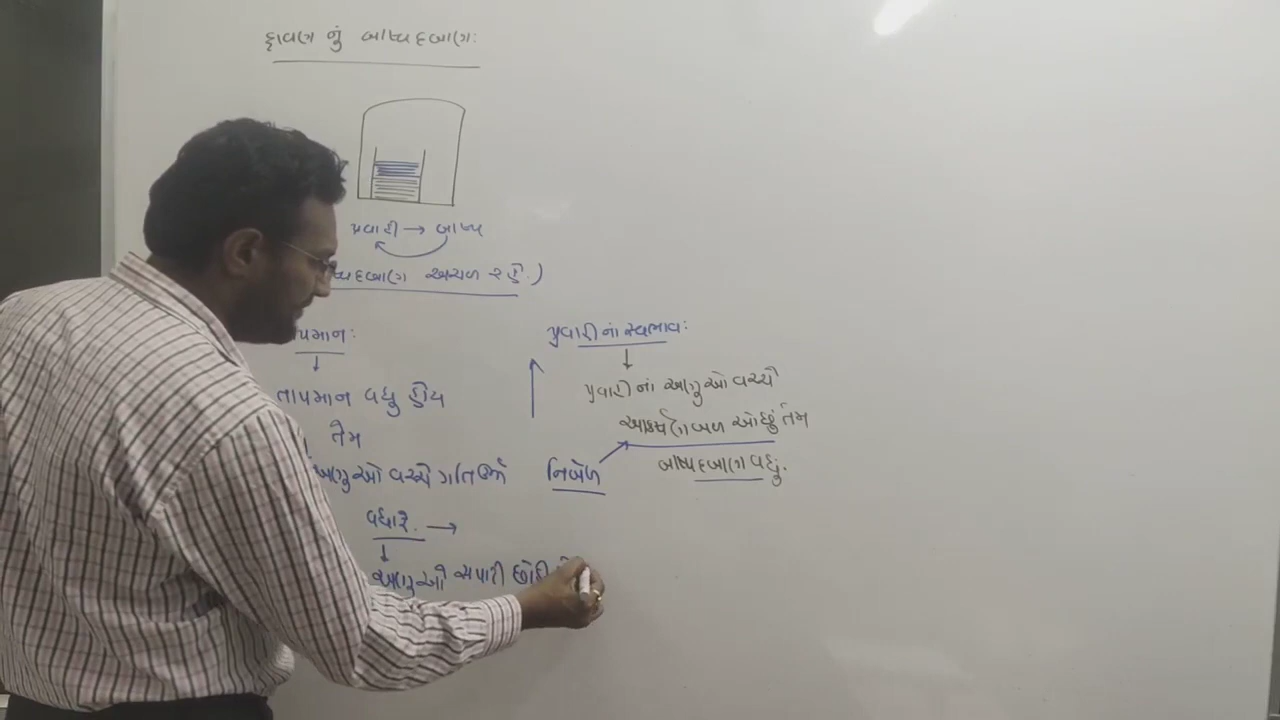 દ્રાવણ નું બાષ્પદબાણ:
પ્રવાહી → બાષ્પ
ષ્પદબાણ અચળ રહે.)
પમાન:
તાપમાન વધુ હોય
તેમ
અણુઓ વચ્ચે ગતિઊર્જા
વધારે. →
અણુઓ સપાટી છોડી
પ્રવાહીનાં સ્વભાવ:
પ્રવાહીનાં અણુઓ વચ્ચે
આકર્ષણબળ ઓછું તેમ
નિર્બળ
બાષ્પદબાણ વધું.